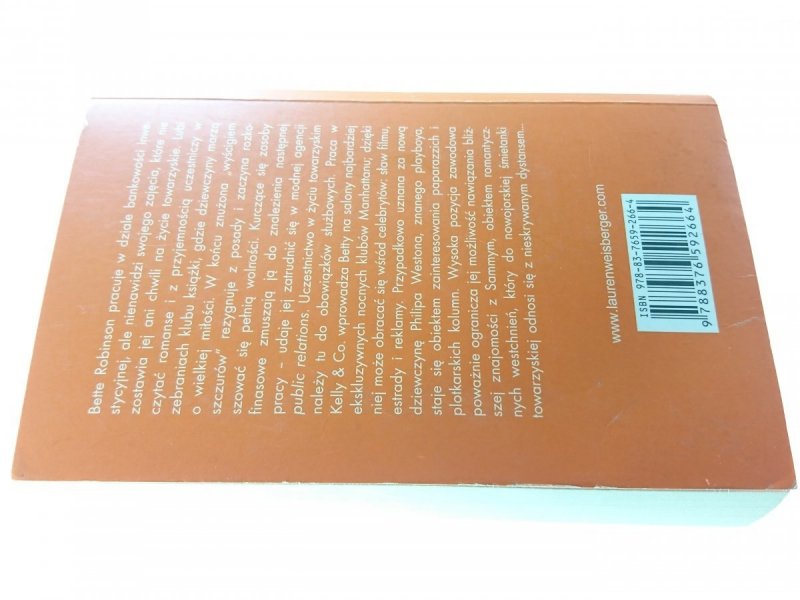 Bette Robinson pracuje w dziale bankowości inwe-
stycyjnej, ale nienawidzi swojego zajęcia, które nie
zostawia jej ani chwili na życie towarzyskie. Lubi
czytać romanse i z przyjemnością uczestniczy w
zebraniach klubu książki, gdzie dziewczyny marzą
o wielkiej miłości. W końcu znużona „wyścigiem
szczurów” rezygnuje z posady i zaczyna rozko-
szować się pełnią wolności. Kurczące się zasoby
finasowe zmuszają ją do znalezienia następnej
pracy – udaje jej zatrudnić się w modnej agencji
public relations. Uczestnictwo w życiu towarzyskim
należy tu do obowiązków służbowych. Praca w
Kelly & Co. wprowadza Betty na salony najbardziej
ekskluzywnych nocnych klubów Manhattanu; dzięki
niej może obracać się wśród celebrytów; sław filmu,
estrady i reklamy. Przypadkowo uznana za nową
dziewczynę Philipa Westona, znanego playboya,
staje się obiektem zainteresowania paparazzich i
plotkarskich kolumn. Wysoka pozycja zawodowa
poważnie ogranicza jej możliwość nawiązania bliż-
szej znajomości z Sammym, obiektem romantycz-
nych westchnień, który do nowojorskiej śmietanki
towarzyskiej odnosi się z nieskrywanym dystansem...
www.laurenweisberger.com
ISBN 978-83-7659-266-4
9788376592664